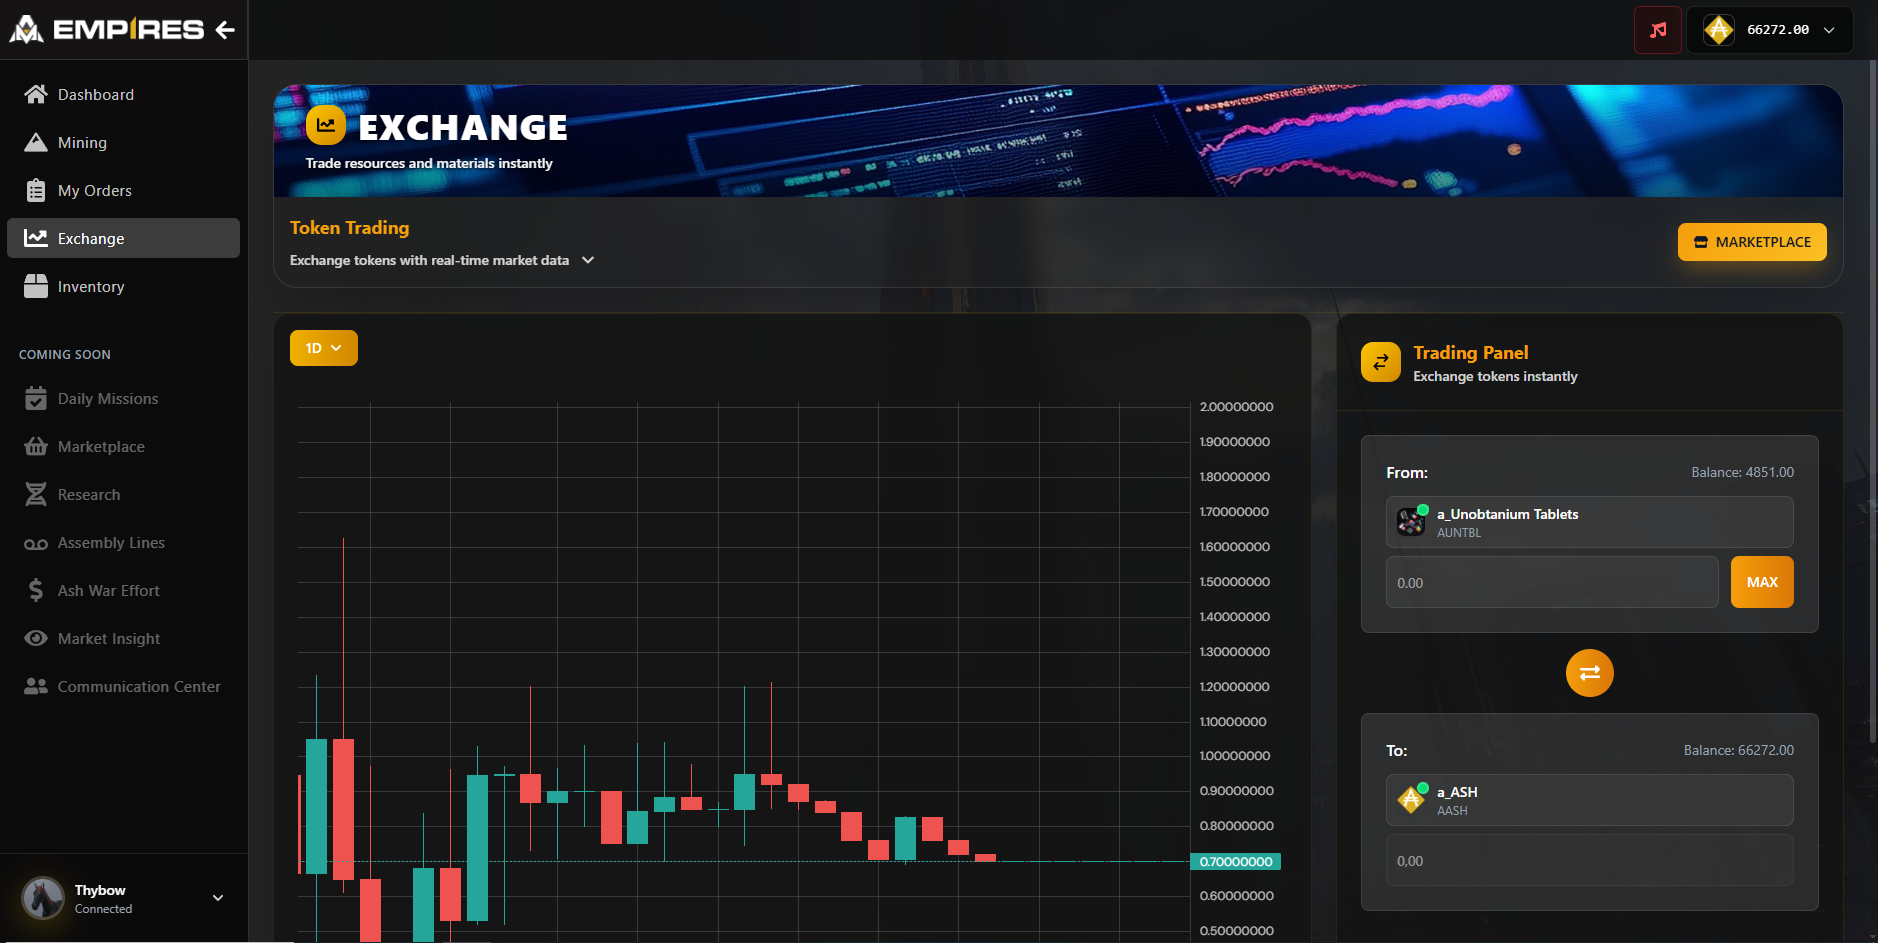 EMPIRES
66272.00
Dashboard
Mining
My Orders
Exchange
Inventory
COMING SOON
Daily Missions
Marketplace
Research
Assembly Lines
Ash War Effort
Market Insight
Communication Center
Thybow
Connected
EXCHANGE
Trade resources and materials instantly
Token Trading
Exchange tokens with real-time market data
MARKETPLACE
1D
2.00000000
1.90000000
1.80000000
1.70000000
1.60000000
1.50000000
1.40000000
1.30000000
1.20000000
1.10000000
1.00000000
0.90000000
0.80000000
0.70000000
0.60000000
0.50000000
Trading Panel
Exchange tokens instantly
From:
Balance: 4851.00
a_Unobtanium Tablets
AUNTBL
0.00
MAX
To:
Balance: 66272.00
a_ASH
AASH
0,00